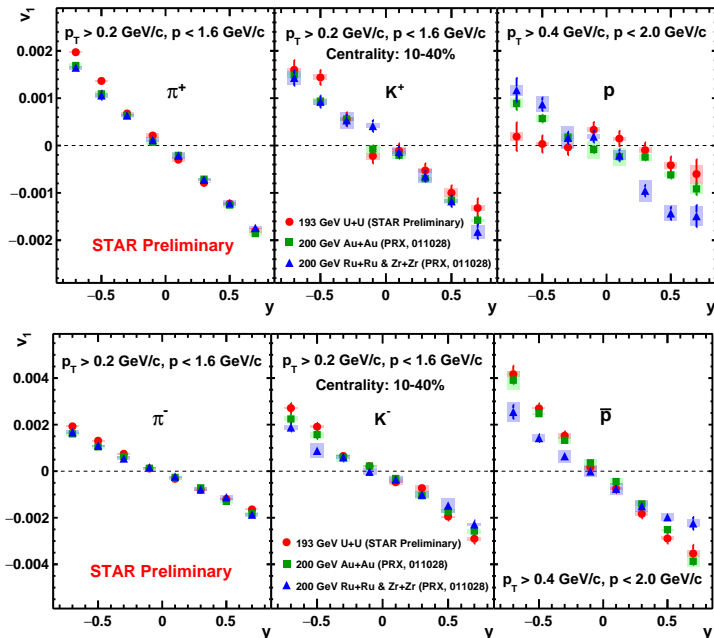 v₁
p_T > 0.2 GeV/c, p < 1.6 GeV/c
p_T > 0.2 GeV/c, p < 1.6 GeV/c
p_T > 0.4 GeV/c, p < 2.0 GeV/c
Centrality: 10-40%
π⁺
K⁺
p
0.002
0.001
0
−0.001
−0.002
193 GeV U+U (STAR Preliminary)
200 GeV Au+Au (PRX, 011028)
200 GeV Ru+Ru & Zr+Zr (PRX, 011028)
STAR Preliminary
−0.5 0 0.5 y
−0.5 0 0.5 y
−0.5 0 0.5 y
v₁
p_T > 0.2 GeV/c, p < 1.6 GeV/c
p_T > 0.2 GeV/c, p < 1.6 GeV/c
Centrality: 10-40%
π⁻
K⁻
p̅
0.004
0.002
0
−0.002
−0.004
193 GeV U+U (STAR Preliminary)
200 GeV Au+Au (PRX, 011028)
200 GeV Ru+Ru & Zr+Zr (PRX, 011028)
STAR Preliminary
p_T > 0.4 GeV/c, p < 2.0 GeV/c
−0.5 0 0.5 y
−0.5 0 0.5 y
−0.5 0 0.5 y